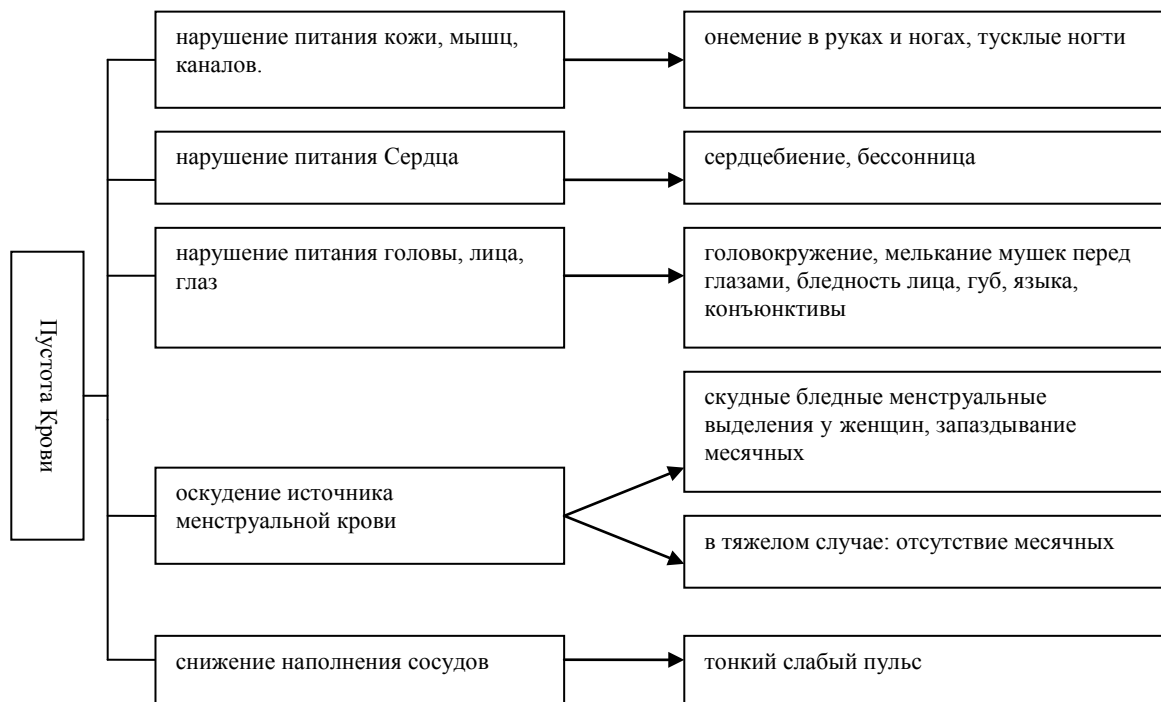 нарушение питания кожи, мышц,
каналов.
онемение в руках и ногах, тусклые ногти
нарушение питания Сердца
сердцебиение, бессонница
нарушение питания головы, лица,
глаз
головокружение, мелькание мушек перед
глазами, бледность лица, губ, языка,
конъюнктивы
Пустота Крови
скудные бледные менструальные
выделения у женщин, запаздывание
месячных
оскудение источника
менструальной крови
в тяжелом случае: отсутствие месячных
снижение наполнения сосудов
тонкий слабый пульс